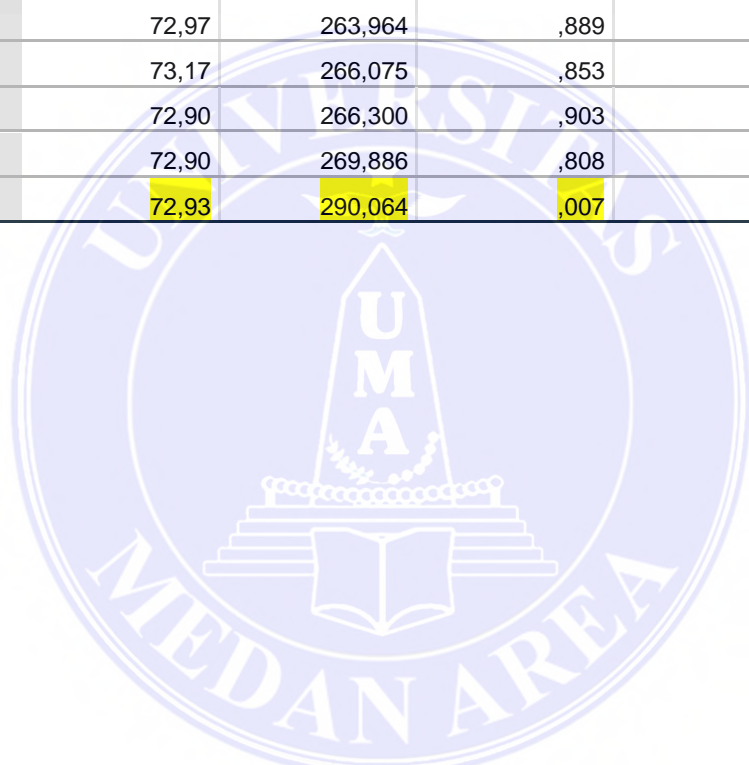 72,97 263,964 ,889
73,17 266,075 ,853
72,90 266,300 ,903
72,90 269,886 ,808
72,93 290,064 ,007
UNIVERSITAS
U
M
A
MEDAN AREA